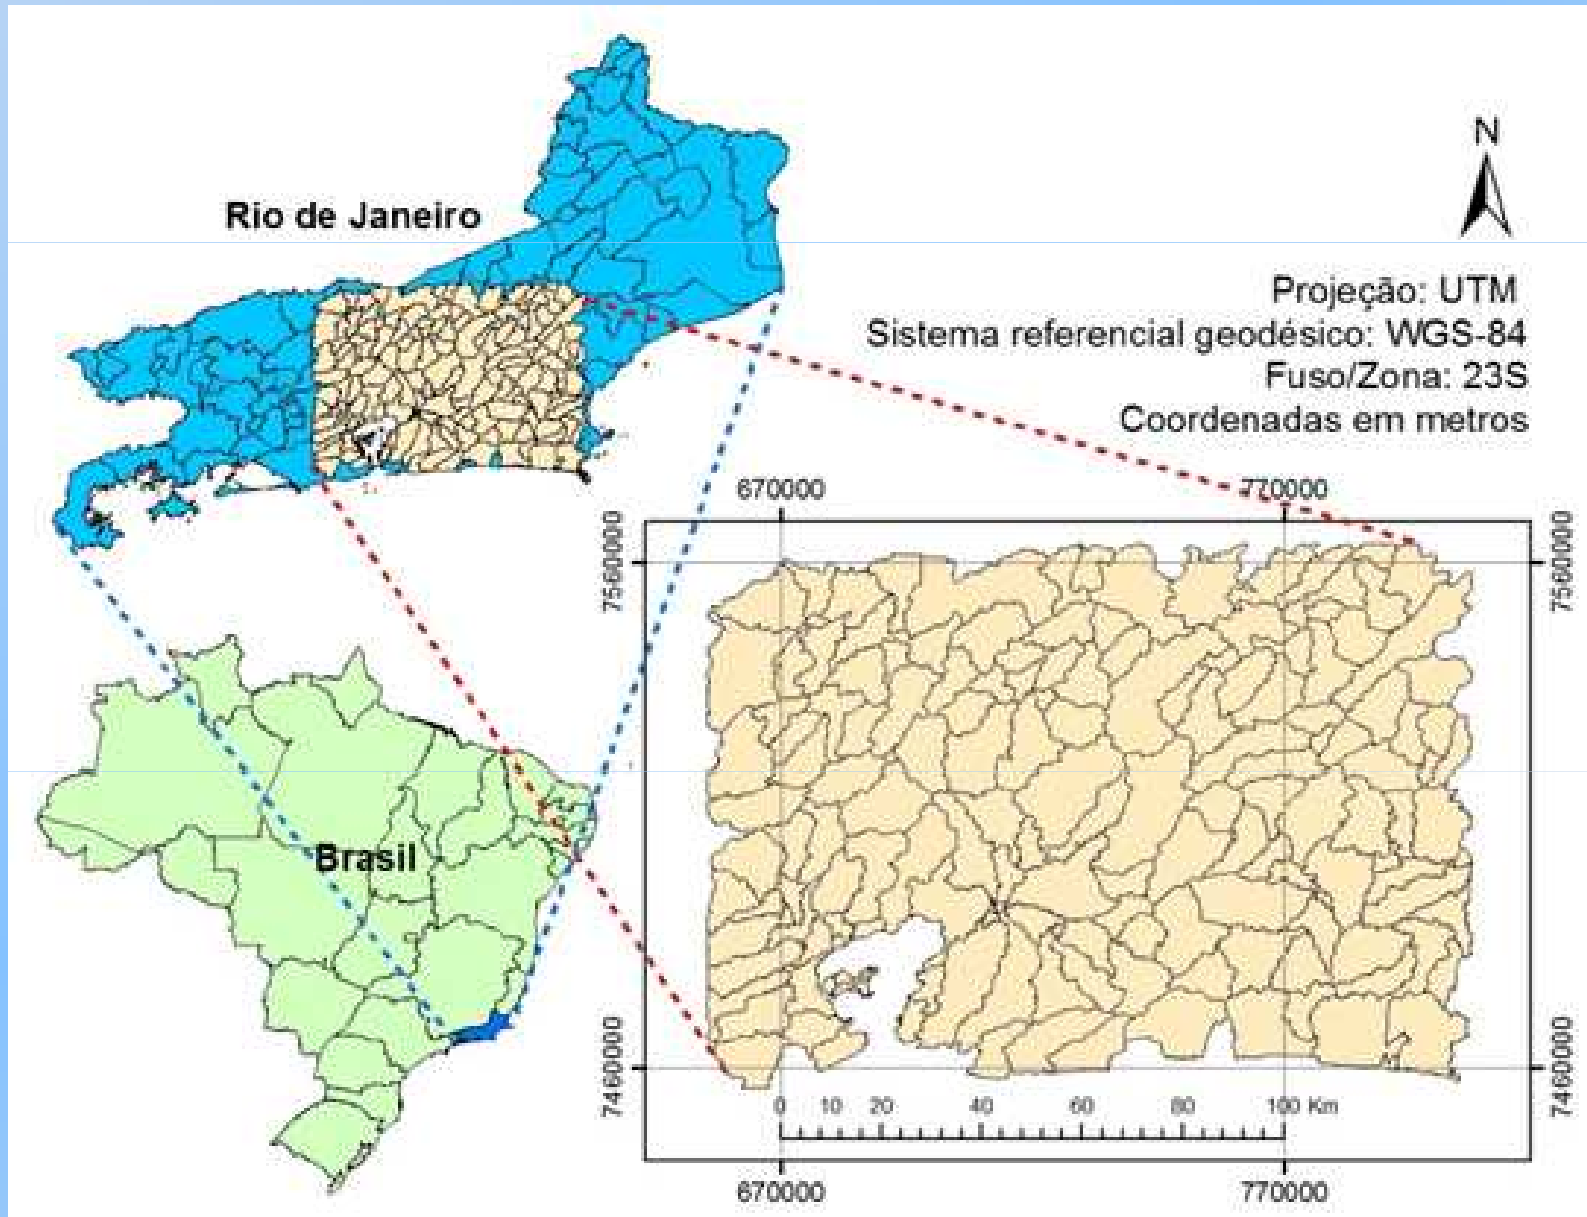 N
Rio de Janeiro
Projeção: UTM
Sistema referencial geodésico: WGS-84
Fuso/Zona: 23S
Coordenadas em metros
670000 770000
7560000 7560000
Brasil
7460000 7460000
0 10 20 40 60 80 100 Km
670000 770000